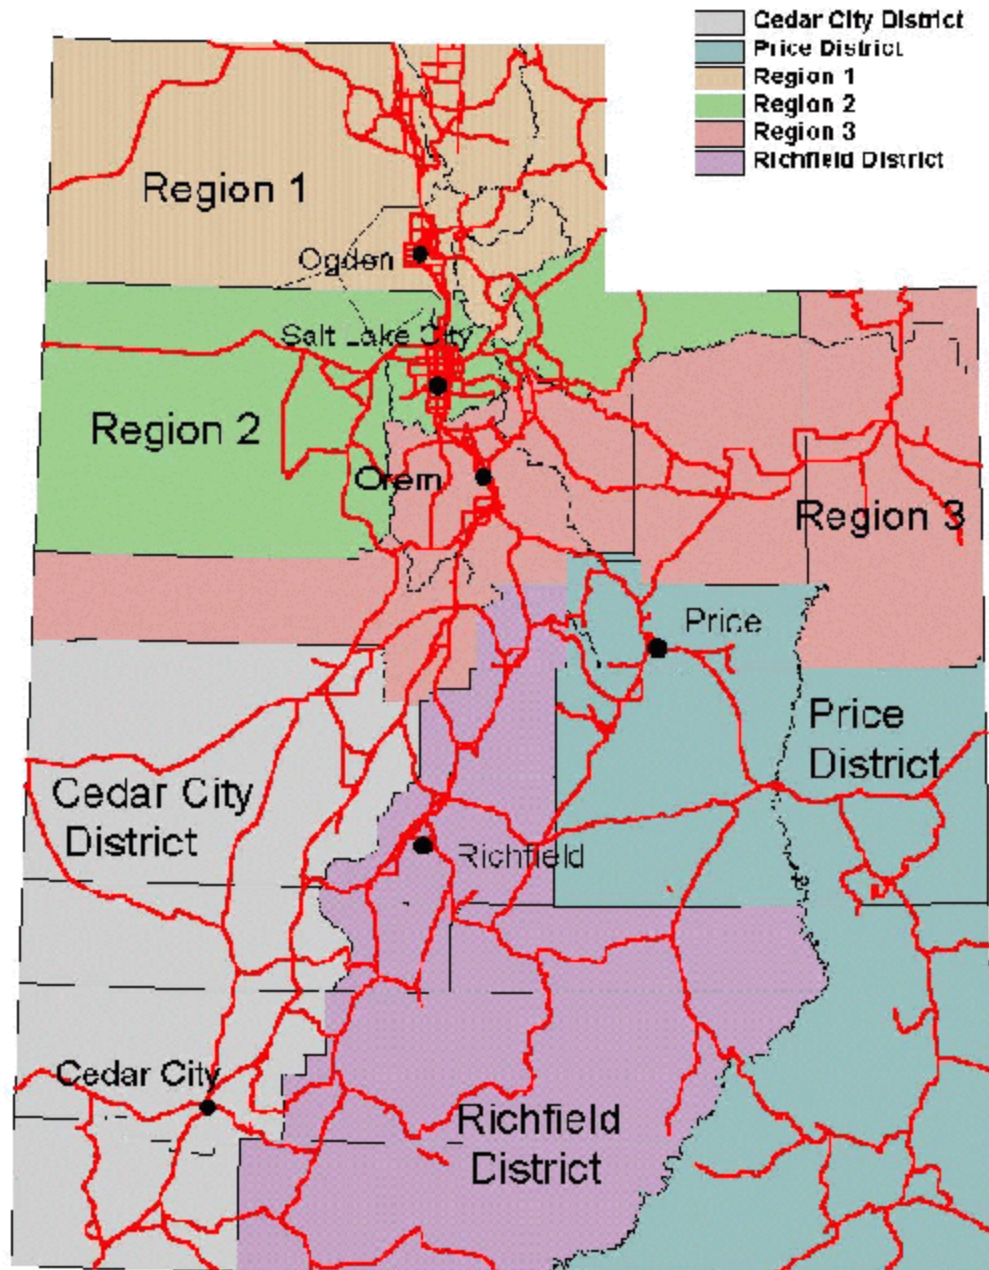 Cedar City District
Price District
Region 1
Region 2
Region 3
Richfield District
Region 1
Ogden
Salt Lake City
Region 2
Orem
Region 3
Price
Price
District
Cedar City
District
Richfield
Cedar City
Richfield
District